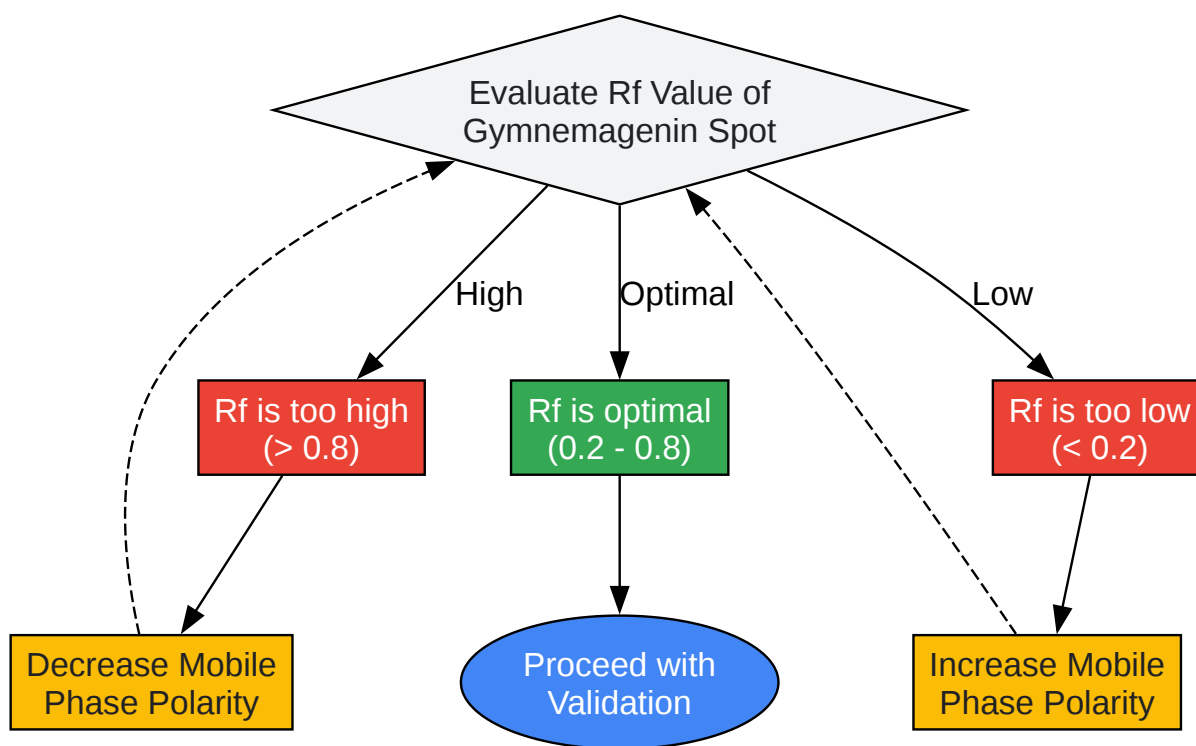 Evaluate Rf Value of
Gymnemagenin Spot
High
Optimal
Low
Rf is too high
(> 0.8)
Rf is optimal
(0.2 - 0.8)
Rf is too low
(< 0.2)
Decrease Mobile
Phase Polarity
Proceed with
Validation
Increase Mobile
Phase Polarity